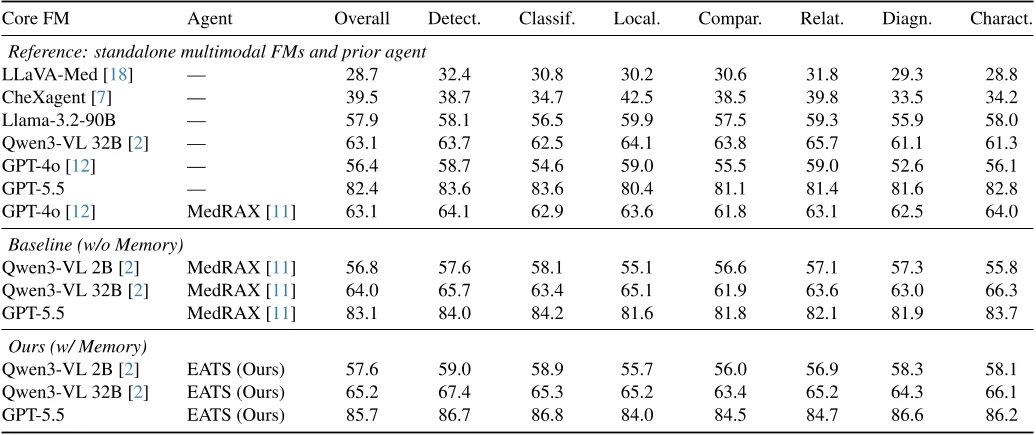 Core FM Agent Overall Detect. Classif. Local. Compar. Relat. Diagn. Charact.
Reference: standalone multimodal FMs and prior agent
LLaVA-Med [18] — 28.7 32.4 30.8 30.2 30.6 31.8 29.3 28.8
CheXagent [7] — 39.5 38.7 34.7 42.5 38.5 39.8 33.5 34.2
Llama-3.2-90B — 57.9 58.1 56.5 59.9 57.5 59.3 55.9 58.0
Qwen3-VL 32B [2] — 63.1 63.7 62.5 64.1 63.8 65.7 61.1 61.3
GPT-4o [12] — 56.4 58.7 54.6 59.0 55.5 59.0 52.6 56.1
GPT-5.5 — 82.4 83.6 83.6 80.4 81.1 81.4 81.6 82.8
GPT-4o [12] MedRAX [11] 63.1 64.1 62.9 63.6 61.8 63.1 62.5 64.0
Baseline (w/o Memory)
Qwen3-VL 2B [2] MedRAX [11] 56.8 57.6 58.1 55.1 56.6 57.1 57.3 55.8
Qwen3-VL 32B [2] MedRAX [11] 64.0 65.7 63.4 65.1 61.9 63.6 63.0 66.3
GPT-5.5 MedRAX [11] 83.1 84.0 84.2 81.6 81.8 82.1 81.9 83.7
Ours (w/ Memory)
Qwen3-VL 2B [2] EATS (Ours) 57.6 59.0 58.9 55.7 56.0 56.9 58.3 58.1
Qwen3-VL 32B [2] EATS (Ours) 65.2 67.4 65.3 65.2 63.4 65.2 64.3 66.1
GPT-5.5 EATS (Ours) 85.7 86.7 86.8 84.0 84.5 84.7 86.6 86.2